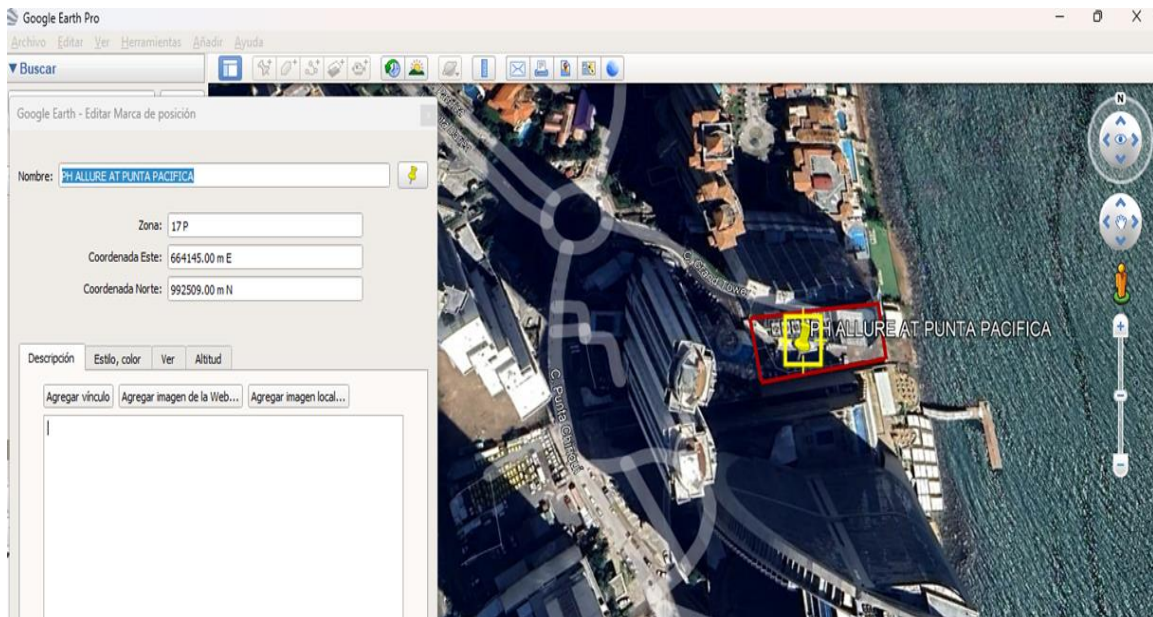 Google Earth Pro
Archivo Editar Ver Herramientas Añadir Ayuda
▼ Buscar
Google Earth - Editar Marca de posición
Nombre: PH ALLURE AT PUNTA PACIFICA
Zona: 17 P
Coordenada Este: 664145.00 m E
Coordenada Norte: 992509.00 m N
Descripción Estilo, color Ver Altitud
Agregar vínculo Agregar imagen de la Web... Agregar imagen local...
N
C. Grand Tower
PH ALLURE AT PUNTA PACIFICA
C. Punta Chiriquí